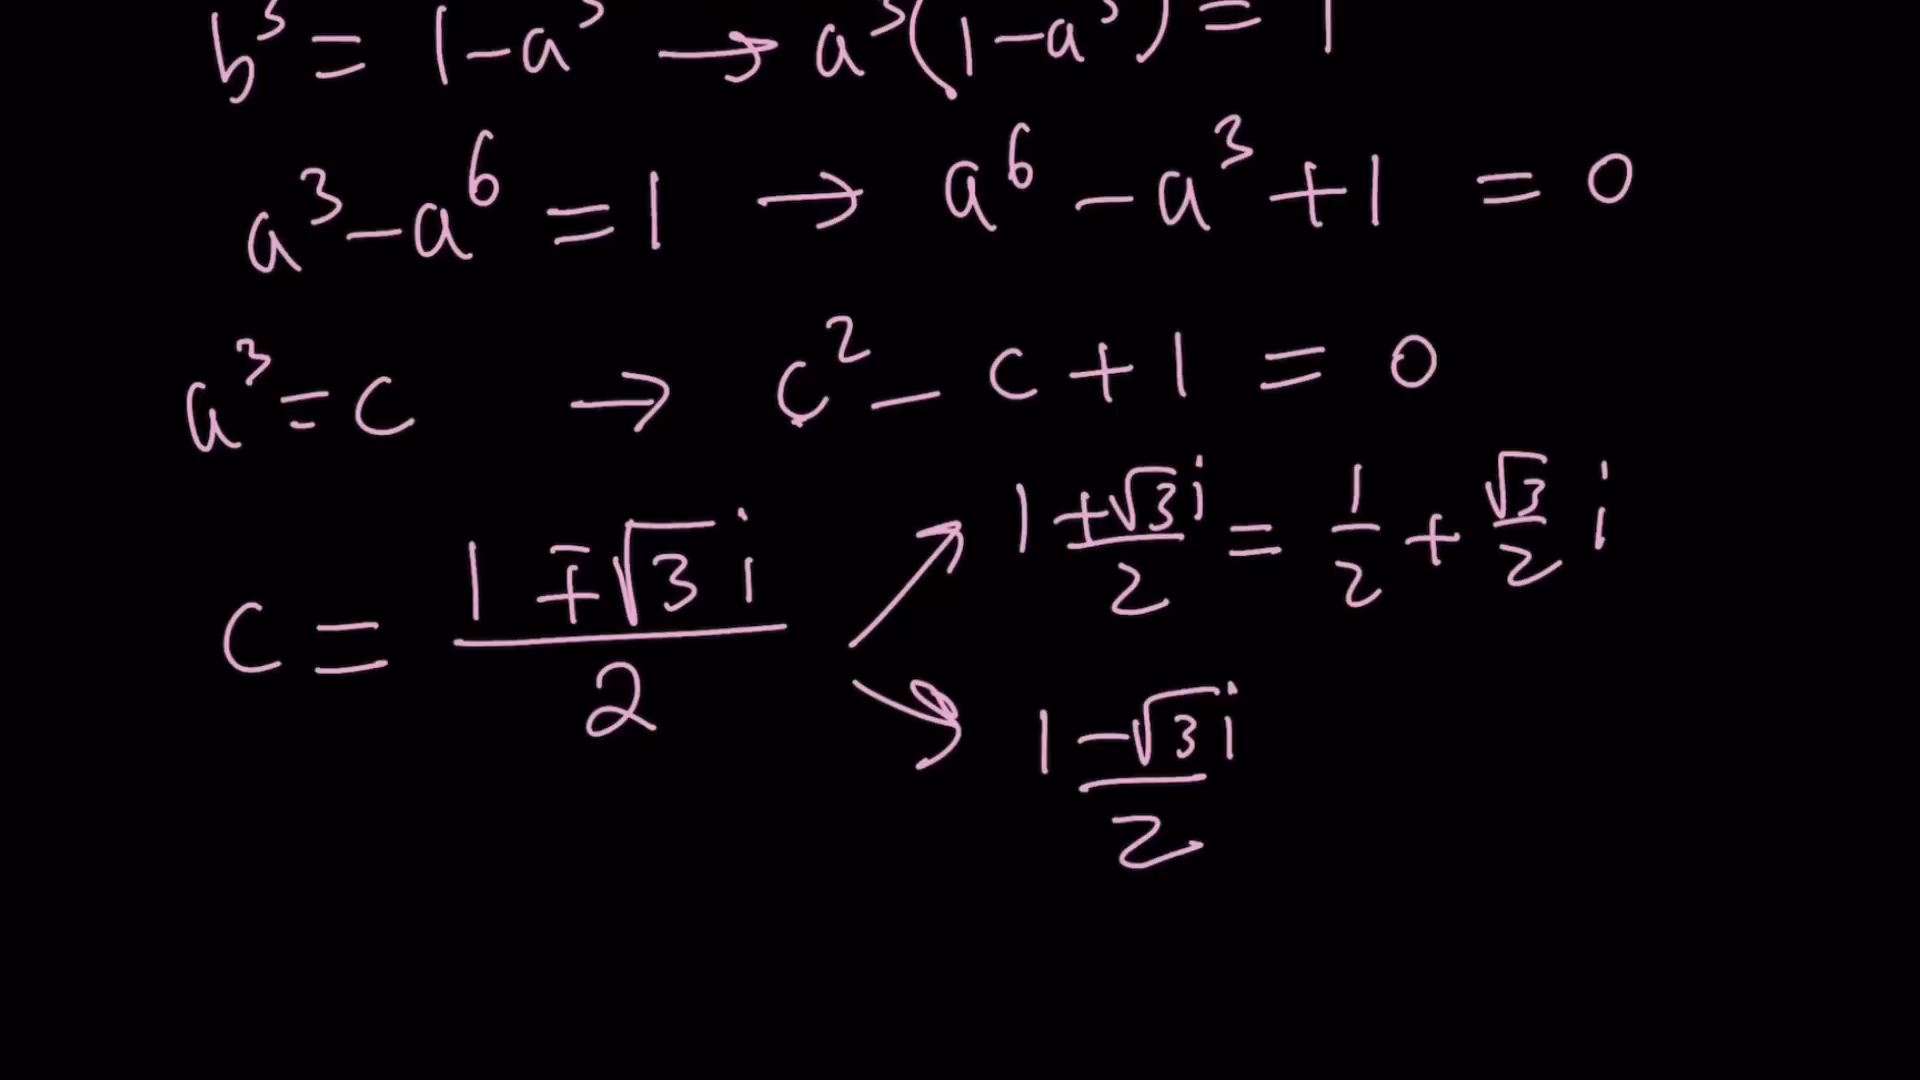 b³ = 1 - a³ → a³(1 - a³) = 1
a³ - a⁶ = 1 → a⁶ - a³ + 1 = 0
a³ = c → c² - c + 1 = 0
c = (1 ∓ √3 i)/2 ↗ (1 + √3 i)/2 = 1/2 + √3/2 i
↘ (1 - √3 i)/2